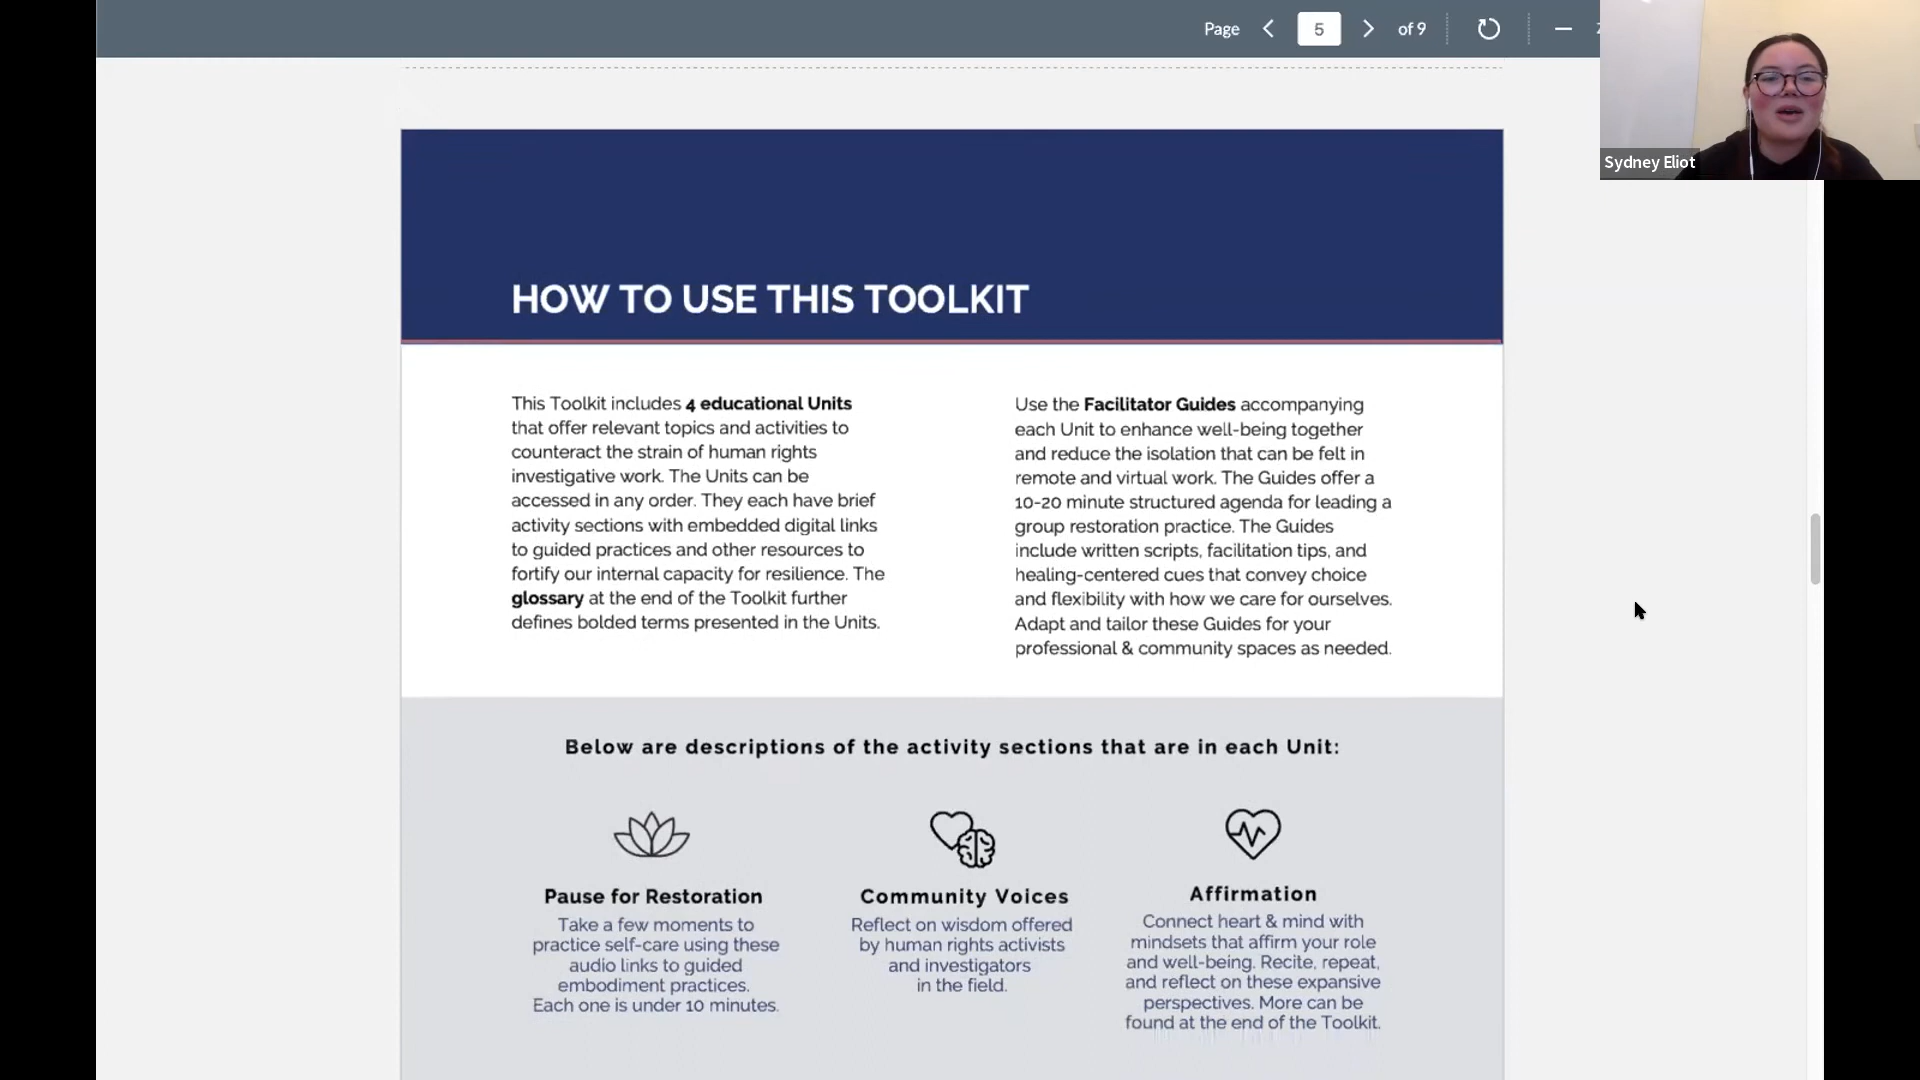 Page 5 of 9
Sydney Eliot
HOW TO USE THIS TOOLKIT
This Toolkit includes 4 educational Units
that offer relevant topics and activities to
counteract the strain of human rights
investigative work. The Units can be
accessed in any order. They each have brief
activity sections with embedded digital links
to guided practices and other resources to
fortify our internal capacity for resilience. The
glossary at the end of the Toolkit further
defines bolded terms presented in the Units.
Use the Facilitator Guides accompanying
each Unit to enhance well-being together
and reduce the isolation that can be felt in
remote and virtual work. The Guides offer a
10-20 minute structured agenda for leading a
group restoration practice. The Guides
include written scripts, facilitation tips, and
healing-centered cues that convey choice
and flexibility with how we care for ourselves.
Adapt and tailor these Guides for your
professional & community spaces as needed.
Below are descriptions of the activity sections that are in each Unit:
Pause for Restoration
Take a few moments to
practice self-care using these
audio links to guided
embodiment practices.
Each one is under 10 minutes.
Community Voices
Reflect on wisdom offered
by human rights activists
and investigators
in the field.
Affirmation
Connect heart & mind with
mindsets that affirm your role
and well-being. Recite, repeat,
and reflect on these expansive
perspectives. More can be
found at the end of the Toolkit.